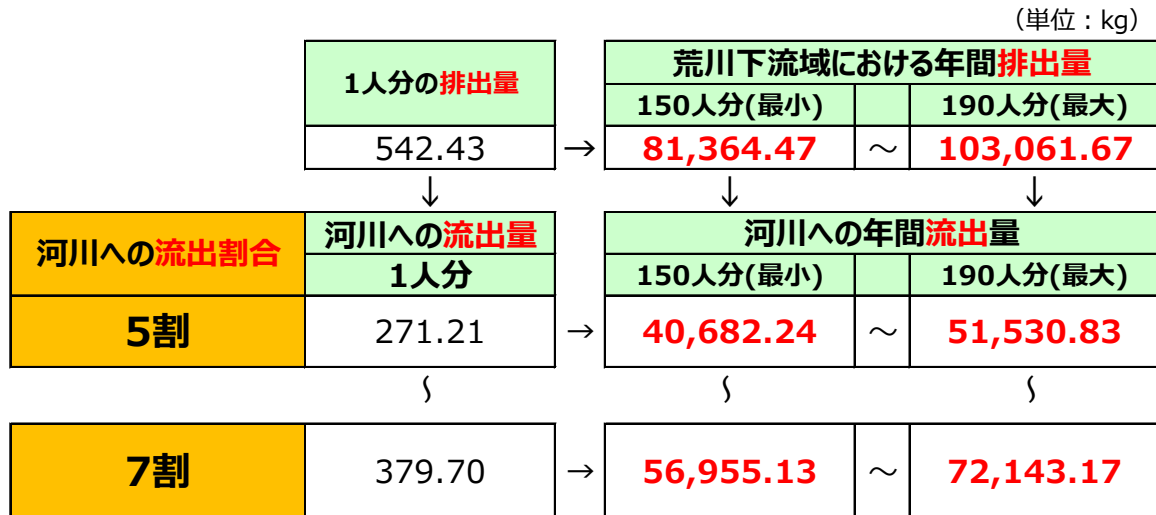 （単位：kg）
1人分の排出量
荒川下流域における年間排出量
150人分(最小)
190人分(最大)
542.43 → 81,364.47 ～ 103,061.67
↓ ↓ ↓
河川への流出割合
河川への流出量
河川への年間流出量
1人分
150人分(最小)
190人分(最大)
5割 271.21 → 40,682.24 ～ 51,530.83
～ ～ ～
7割 379.70 → 56,955.13 ～ 72,143.17